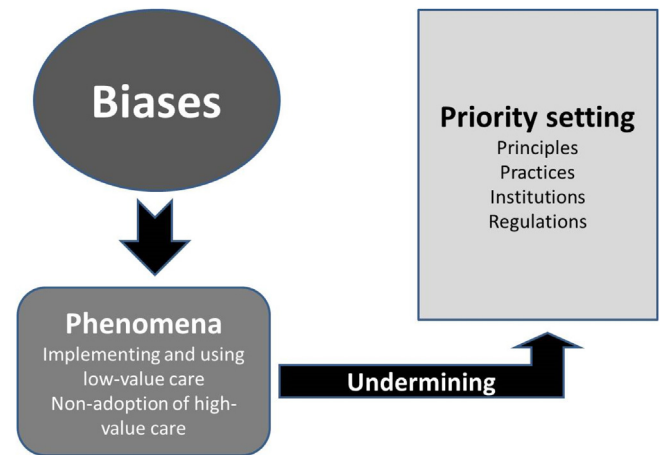 Biases
Priority setting
Principles
Practices
Institutions
Regulations
Phenomena
Implementing and using
low-value care
Non-adoption of high-
value care
Undermining